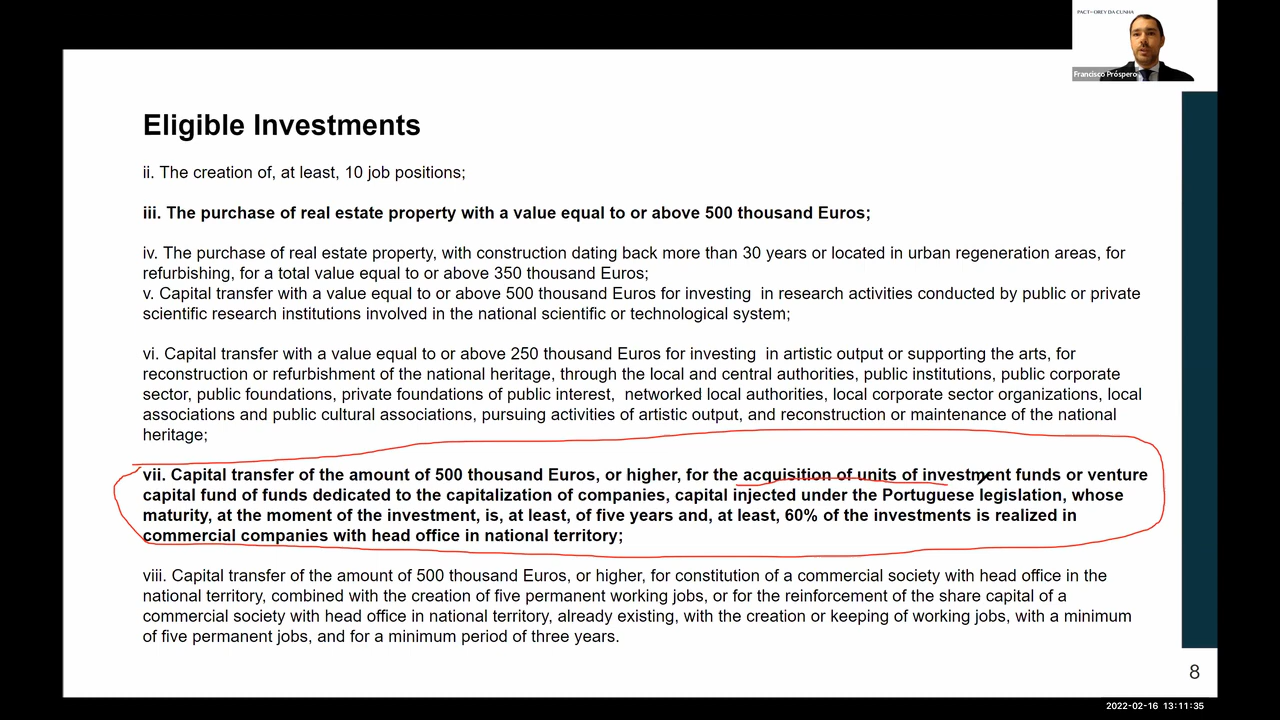 PACT—OREY DA CUNHA
Francisco Próspero
Eligible Investments
ii. The creation of, at least, 10 job positions;
iii. The purchase of real estate property with a value equal to or above 500 thousand Euros;
iv. The purchase of real estate property, with construction dating back more than 30 years or located in urban regeneration areas, for
refurbishing, for a total value equal to or above 350 thousand Euros;
v. Capital transfer with a value equal to or above 500 thousand Euros for investing in research activities conducted by public or private
scientific research institutions involved in the national scientific or technological system;
vi. Capital transfer with a value equal to or above 250 thousand Euros for investing in artistic output or supporting the arts, for
reconstruction or refurbishment of the national heritage, through the local and central authorities, public institutions, public corporate
sector, public foundations, private foundations of public interest, networked local authorities, local corporate sector organizations, local
associations and public cultural associations, pursuing activities of artistic output, and reconstruction or maintenance of the national
heritage;
vii. Capital transfer of the amount of 500 thousand Euros, or higher, for the acquisition of units of investment funds or venture
capital fund of funds dedicated to the capitalization of companies, capital injected under the Portuguese legislation, whose
maturity, at the moment of the investment, is, at least, of five years and, at least, 60% of the investments is realized in
commercial companies with head office in national territory;
viii. Capital transfer of the amount of 500 thousand Euros, or higher, for constitution of a commercial society with head office in the
national territory, combined with the creation of five permanent working jobs, or for the reinforcement of the share capital of a
commercial society with head office in national territory, already existing, with the creation or keeping of working jobs, with a minimum
of five permanent jobs, and for a minimum period of three years.
8
2022-02-16 13:11:35